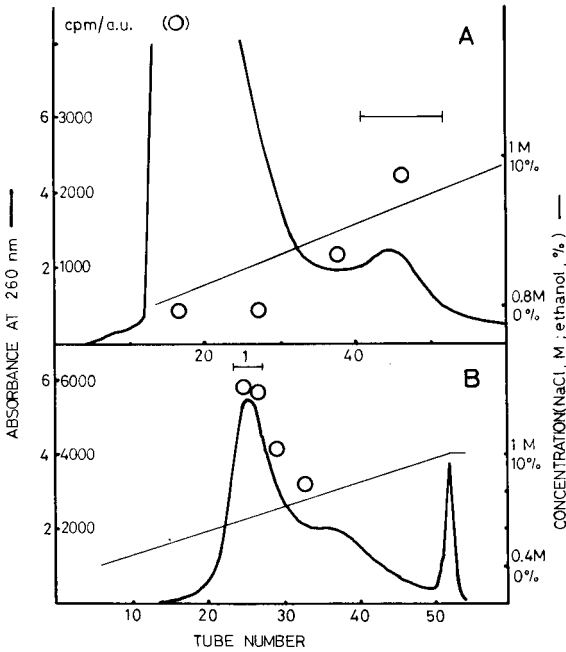 cpm/a.u. (O)
A
6 3000
4 2000
2 1000
1 M
10%
0.8M
0%
20 40
1
B
6 6000
4 4000
2 2000
1 M
10%
0.4M
0%
10 20 30 40 50
TUBE NUMBER
ABSORBANCE AT 260 nm
CONCENTRATION(NaCl, M ; ethanol, %)